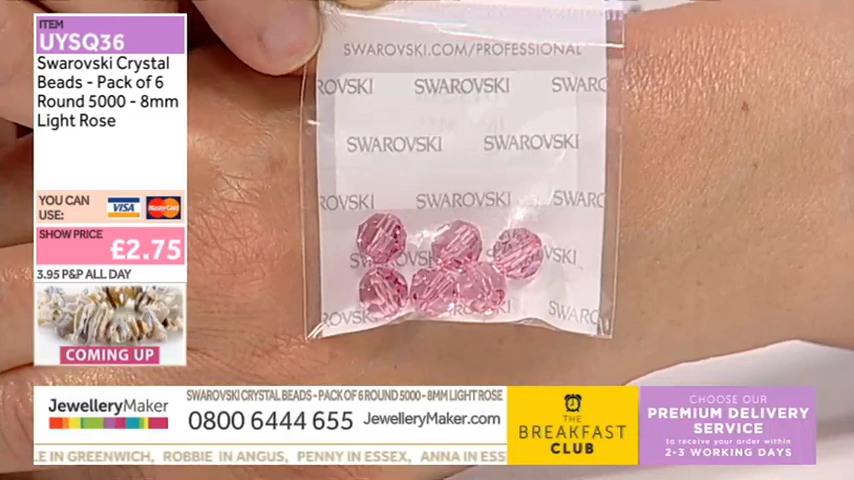 ITEM
UYSQ36
Swarovski Crystal
Beads - Pack of 6
Round 5000 - 8mm
Light Rose
YOU CAN
USE:
VISA
MasterCard
SHOW PRICE
£2.75
3.95 P&P ALL DAY
COMING UP
SWAROVSKI.COM/PROFESSIONAL
ROVSKI SWAROVSKI SWARO
SWAROVSKI SWAROVSKI
ROVSKI SWAROVSKI SWARO
ROVSKI SWARO
JewelleryMaker
SWAROVSKI CRYSTAL BEADS - PACK OF 6 ROUND 5000 - 8MM LIGHT ROSE
0800 6444 655
JewelleryMaker.com
LE IN GREENWICH, ROBBIE IN ANGUS, PENNY IN ESSEX, ANNA IN ESS
THE
BREAKFAST
CLUB
CHOOSE OUR
PREMIUM DELIVERY
SERVICE
to receive your order within
2-3 WORKING DAYS